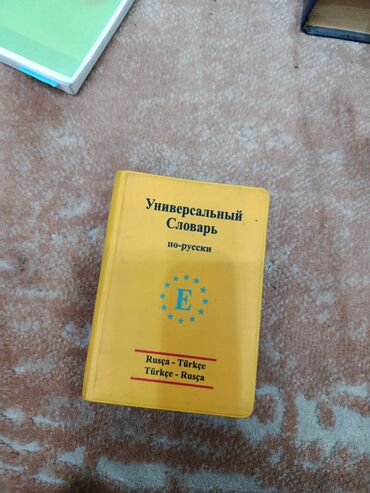 Универсальный
Словарь
по-русски
E
Rusça - Türkçe
Türkçe - Rusça